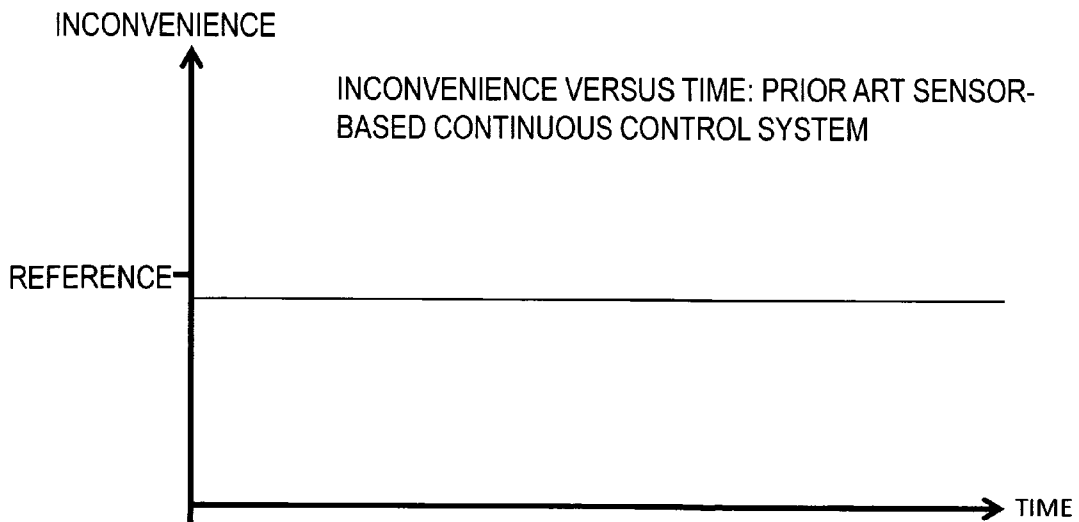 INCONVENIENCE
INCONVENIENCE VERSUS TIME: PRIOR ART SENSOR-
BASED CONTINUOUS CONTROL SYSTEM
REFERENCE
TIME